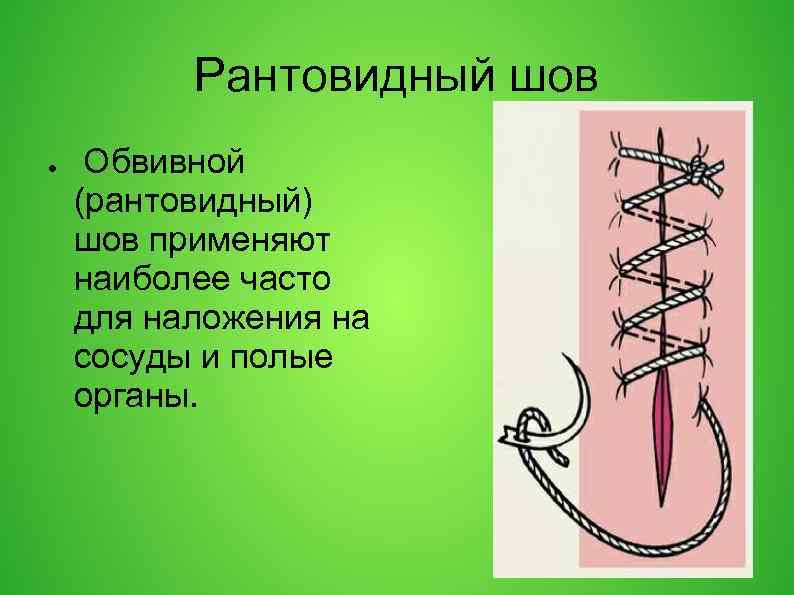 Рантовидный шов
● Обвивной
(рантовидный)
шов применяют
наиболее часто
для наложения на
сосуды и полые
органы.